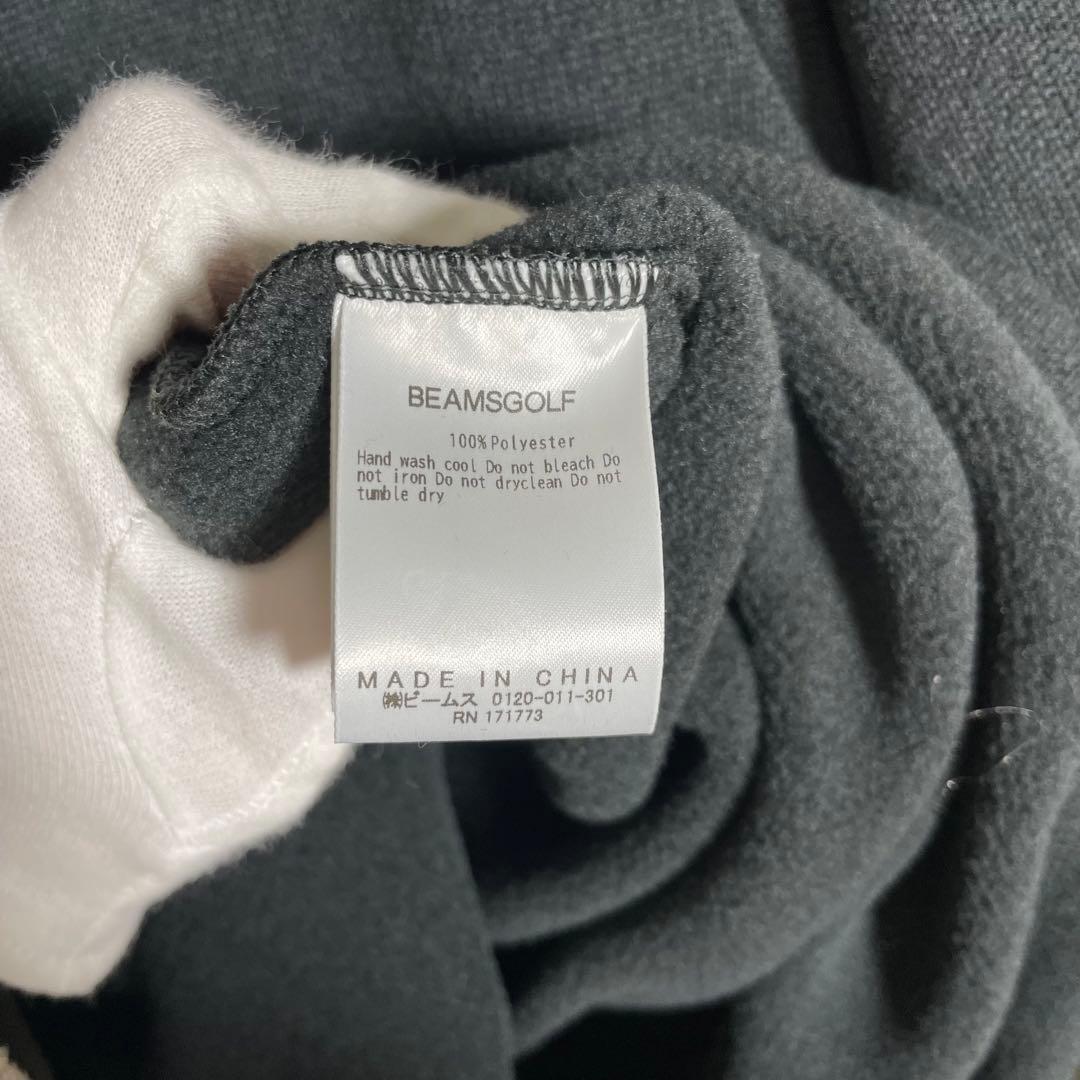 BEAMSGOLF
100%Polyester
Hand wash cool Do not bleach Do
not iron Do not dryclean Do not
tumble dry
MADE IN CHINA
㈱ビームス 0120-011-301
RN 171773